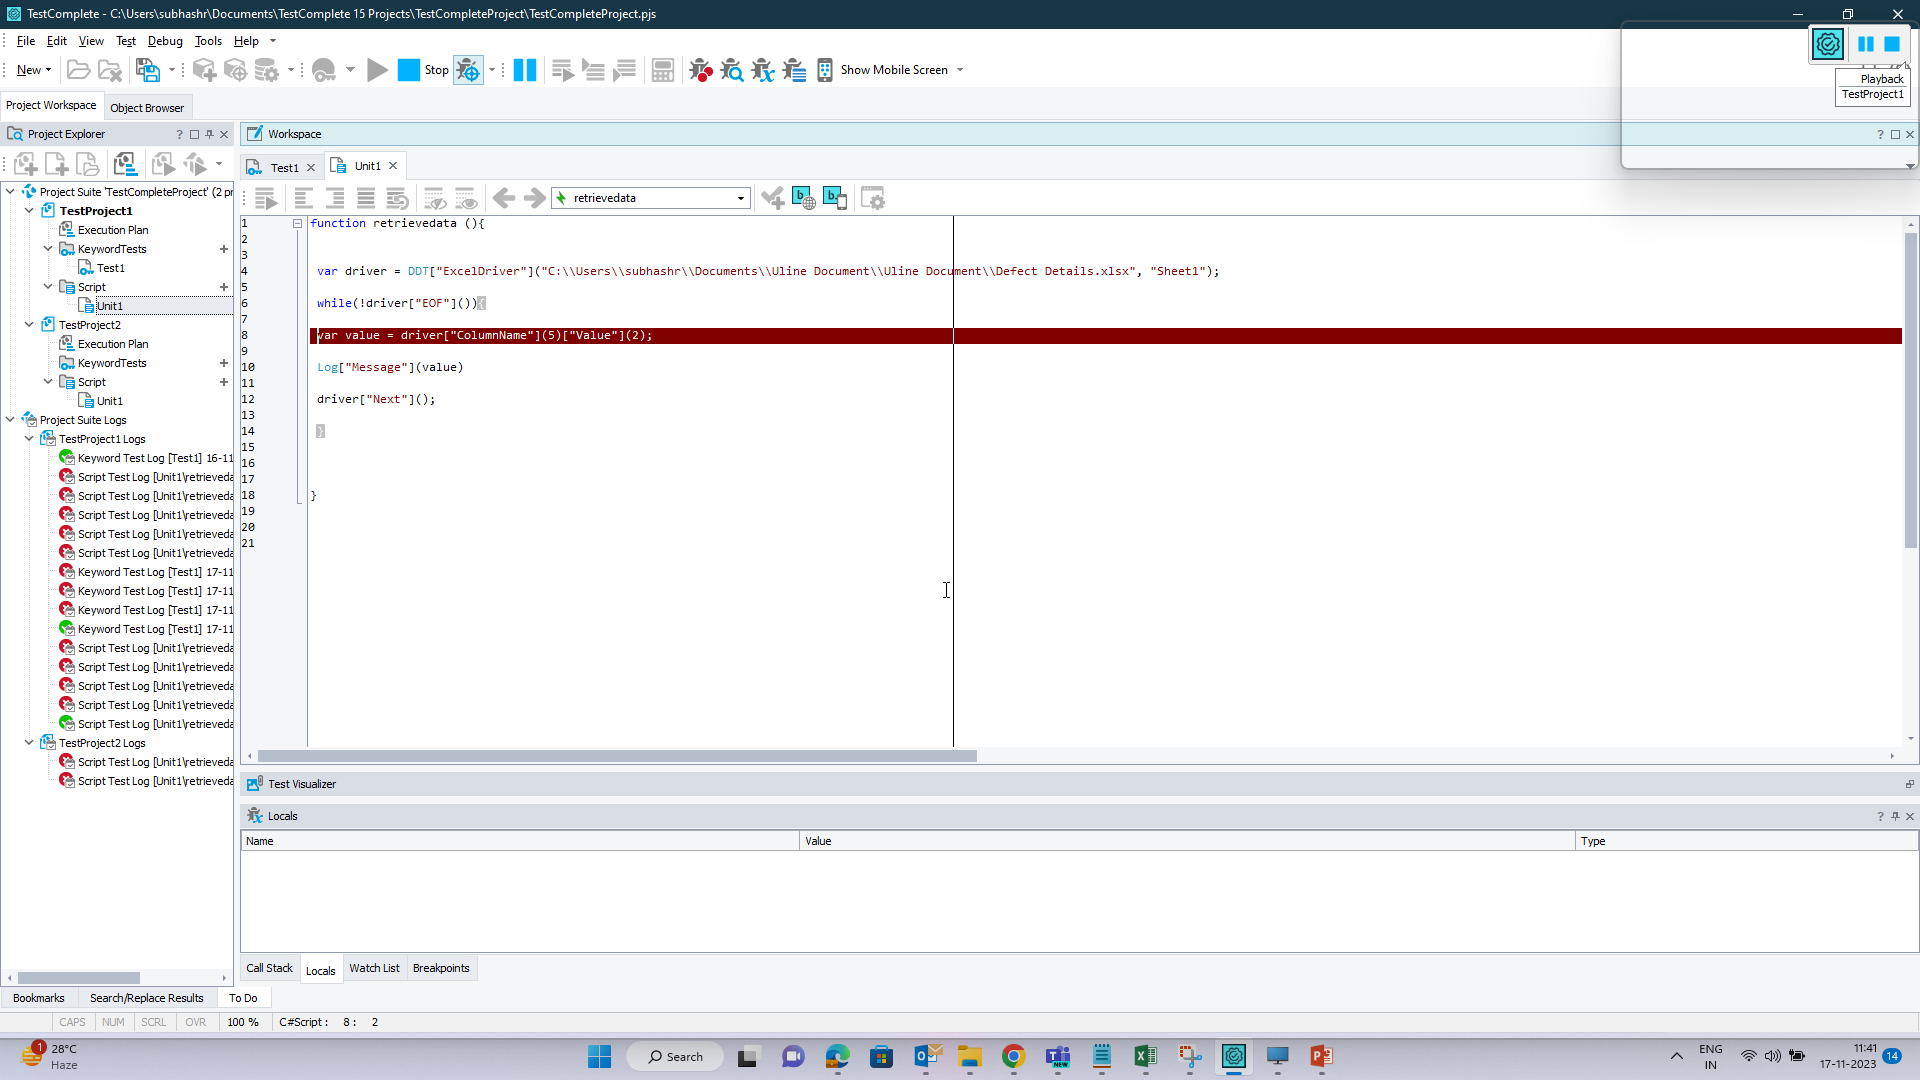 TestComplete - C:\Users\subhashr\Documents\TestComplete 15 Projects\TestCompleteProject\TestCompleteProject.pjs
File Edit View Test Debug Tools Help
New Stop Show Mobile Screen
Playback
TestProject1
Project Workspace Object Browser
Project Explorer
Workspace
Test1 Unit1
retrievedata
Project Suite 'TestCompleteProject' (2 pr
TestProject1
Execution Plan
KeywordTests
Test1
Script
Unit1
TestProject2
Execution Plan
KeywordTests
Script
Unit1
Project Suite Logs
TestProject1 Logs
Keyword Test Log [Test1] 16-11
Script Test Log [Unit1\retrieveda
Script Test Log [Unit1\retrieveda
Script Test Log [Unit1\retrieveda
Script Test Log [Unit1\retrieveda
Script Test Log [Unit1\retrieveda
Keyword Test Log [Test1] 17-11
Keyword Test Log [Test1] 17-11
Keyword Test Log [Test1] 17-11
Keyword Test Log [Test1] 17-11
Script Test Log [Unit1\retrieveda
Script Test Log [Unit1\retrieveda
Script Test Log [Unit1\retrieveda
Script Test Log [Unit1\retrieveda
Script Test Log [Unit1\retrieveda
TestProject2 Logs
Script Test Log [Unit1\retrieveda
Script Test Log [Unit1\retrieveda
1 function retrievedata (){
2
3
4 var driver = DDT["ExcelDriver"]("C:\\Users\\subhashr\\Documents\\Uline Document\\Uline Document\\Defect Details.xlsx", "Sheet1");
5
6 while(!driver["EOF"]()){
7
8 var value = driver["ColumnName"](5)["Value"](2);
9
10 Log["Message"](value)
11
12 driver["Next"]();
13
14 }
15
16
17
18 }
19
20
21
Test Visualizer
Locals
Name Value Type
Call Stack Locals Watch List Breakpoints
Bookmarks Search/Replace Results To Do
CAPS NUM SCRL OVR 100 % C#Script : 8 : 2
1 28°C
Haze
Search
NEW
ENG
IN
11:41
17-11-2023
14